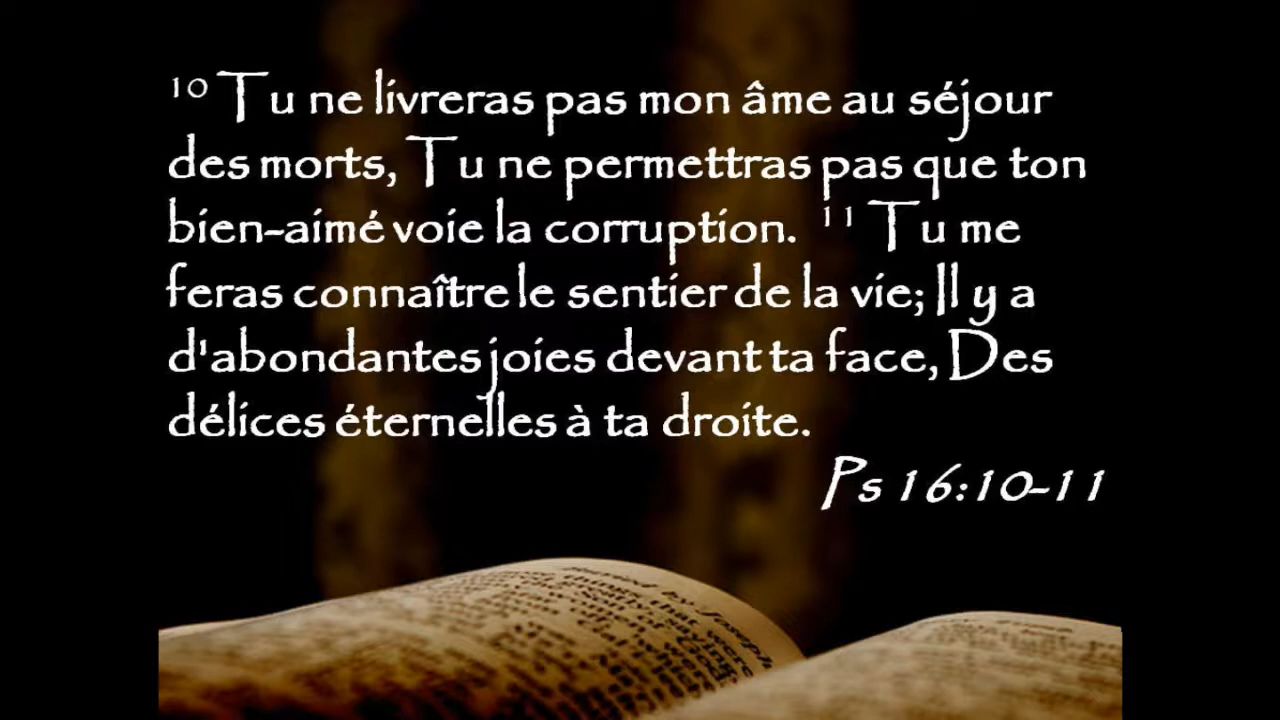 ¹⁰ Tu ne livreras pas mon âme au séjour
des morts, Tu ne permettras pas que ton
bien-aimé voie la corruption. ¹¹ Tu me
feras connaître le sentier de la vie; Il y a
d'abondantes joies devant ta face, Des
délices éternelles à ta droite.
Ps 16:10-11